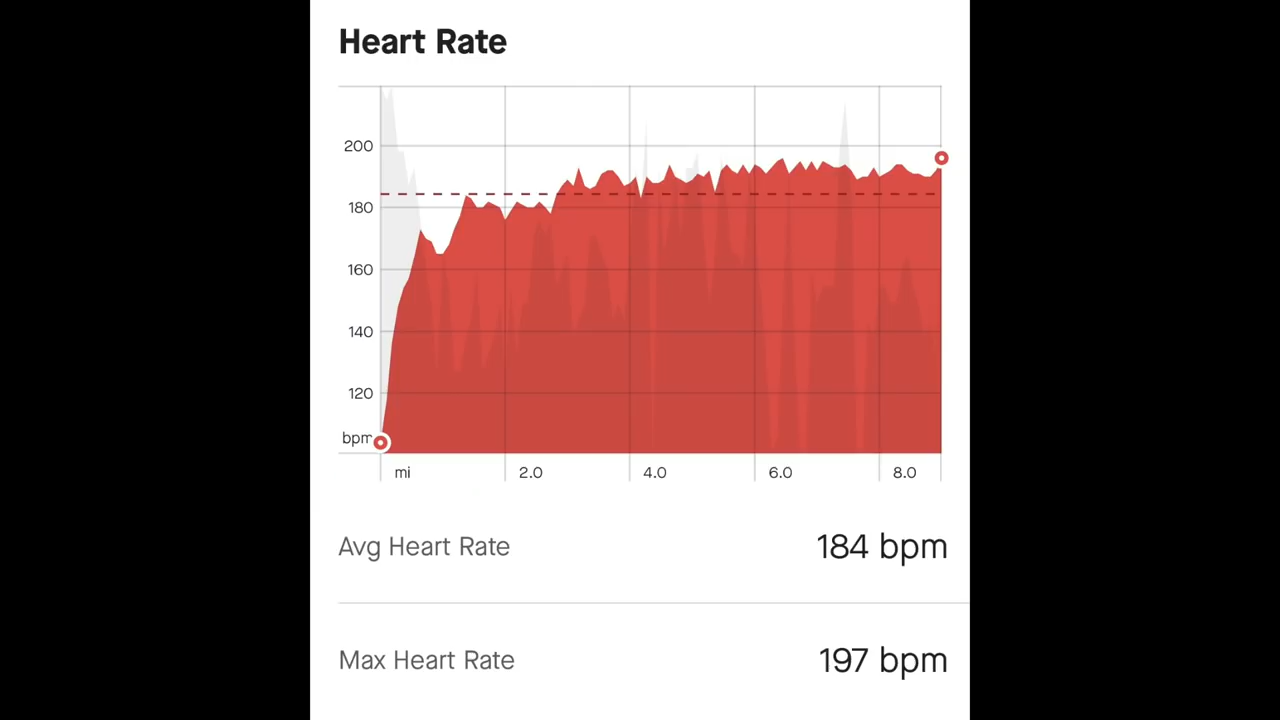 Heart Rate
200
180
160
140
120
bpm
mi 2.0 4.0 6.0 8.0
Avg Heart Rate 184 bpm
Max Heart Rate 197 bpm